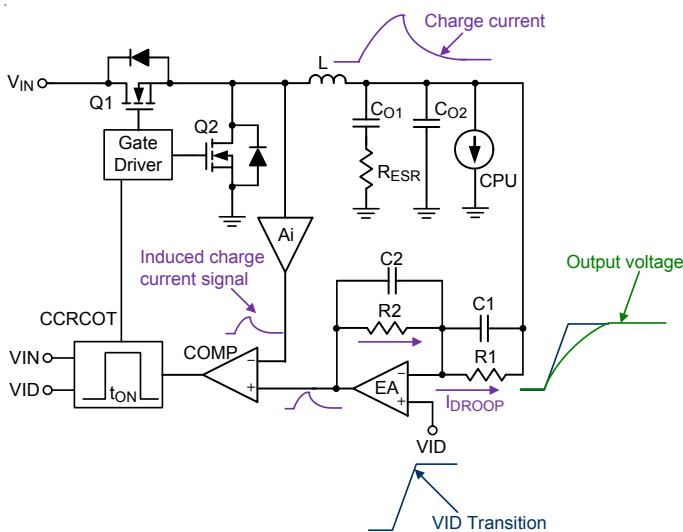 Charge current
L
VIN
Q1
Q2
CO1
CO2
Gate
Driver
RESR
CPU
Ai
Induced charge
current signal
C2
Output voltage
R2
C1
CCRCOT
COMP
VIN
VID
tON
−
+
EA
−
+
R1
IDROOP
VID
VID Transition